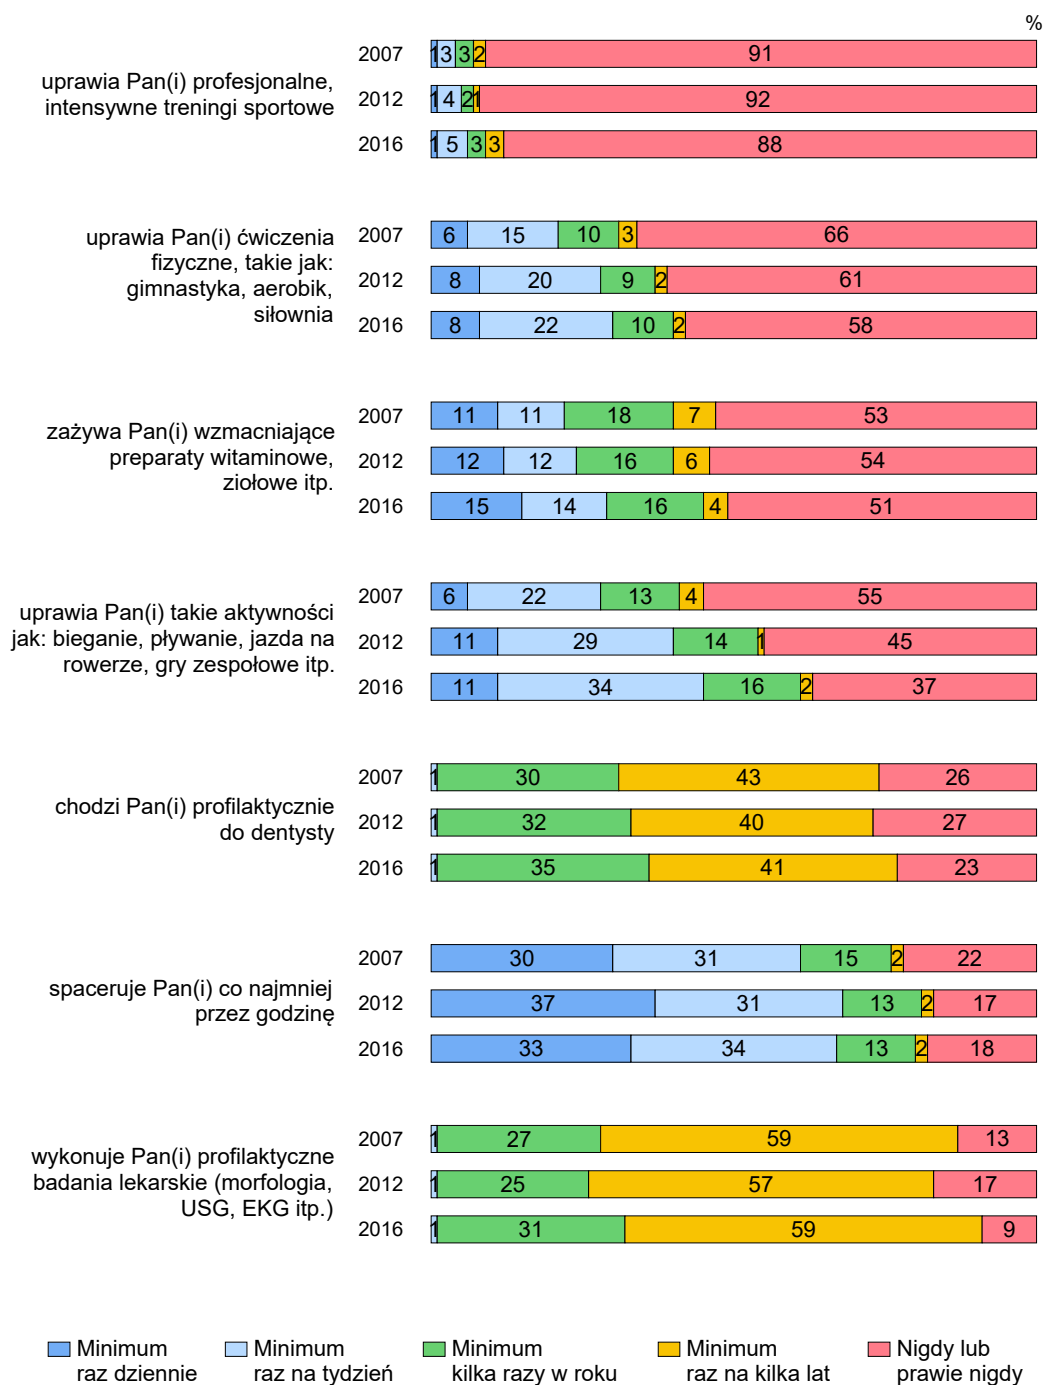 %
uprawia Pan(i) profesjonalne,
intensywne treningi sportowe
2007 1 3 3 2 91
2012 1 4 2 1 92
2016 1 5 3 3 88
uprawia Pan(i) ćwiczenia
fizyczne, takie jak:
gimnastyka, aerobik,
siłownia
2007 6 15 10 3 66
2012 8 20 9 2 61
2016 8 22 10 2 58
zażywa Pan(i) wzmacniające
preparaty witaminowe,
ziołowe itp.
2007 11 11 18 7 53
2012 12 12 16 6 54
2016 15 14 16 4 51
uprawia Pan(i) takie aktywności
jak: bieganie, pływanie, jazda na
rowerze, gry zespołowe itp.
2007 6 22 13 4 55
2012 11 29 14 1 45
2016 11 34 16 2 37
chodzi Pan(i) profilaktycznie
do dentysty
2007 1 30 43 26
2012 1 32 40 27
2016 1 35 41 23
spaceruje Pan(i) co najmniej
przez godzinę
2007 30 31 15 2 22
2012 37 31 13 2 17
2016 33 34 13 2 18
wykonuje Pan(i) profilaktyczne
badania lekarskie (morfologia,
USG, EKG itp.)
2007 1 27 59 13
2012 1 25 57 17
2016 1 31 59 9
Minimum
raz dziennie
Minimum
raz na tydzień
Minimum
kilka razy w roku
Minimum
raz na kilka lat
Nigdy lub
prawie nigdy